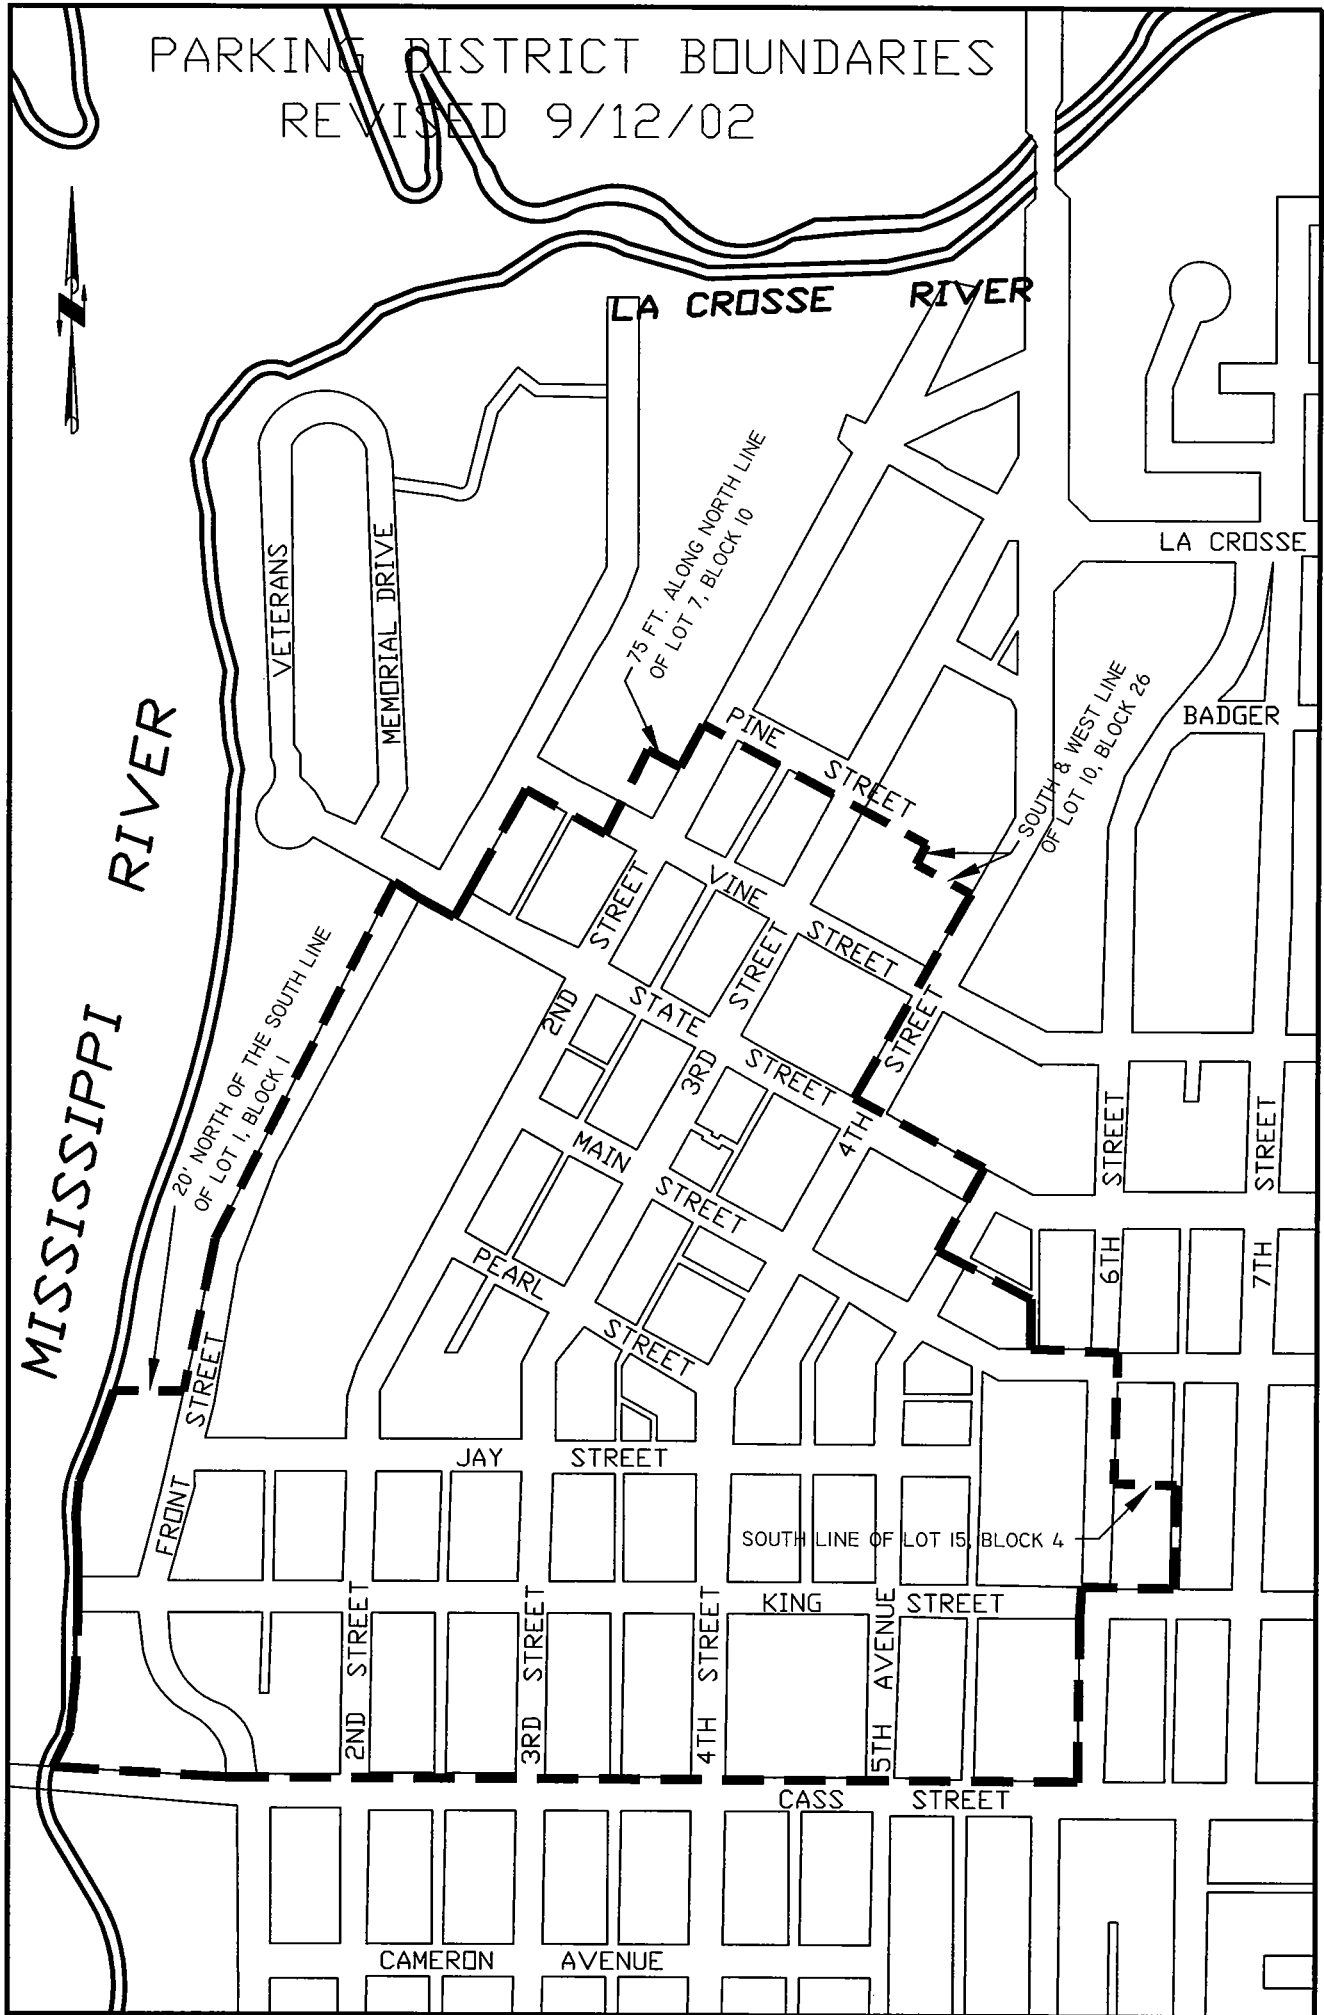 PARKING DISTRICT BOUNDARIES
REVISED 9/12/02
LA CROSSE RIVER
75 FT. ALONG NORTH LINE
OF LOT 7, BLOCK 10
LA CROSSE
VETERANS
MEMORIAL DRIVE
SOUTH & WEST LINE
OF LOT 10, BLOCK 26
BADGER
PINE STREET
MISSISSIPPI RIVER
VINE STREET
20' NORTH OF THE SOUTH LINE
OF LOT 1, BLOCK 1
2ND STREET
STATE STREET
3RD STREET
4TH STREET
MAIN STREET
6TH STREET
7TH STREET
PEARL STREET
FRONT STREET
JAY STREET
SOUTH LINE OF LOT 15, BLOCK 4
KING STREET
2ND STREET
3RD STREET
4TH STREET
5TH AVENUE
CASS STREET
CAMERON AVENUE